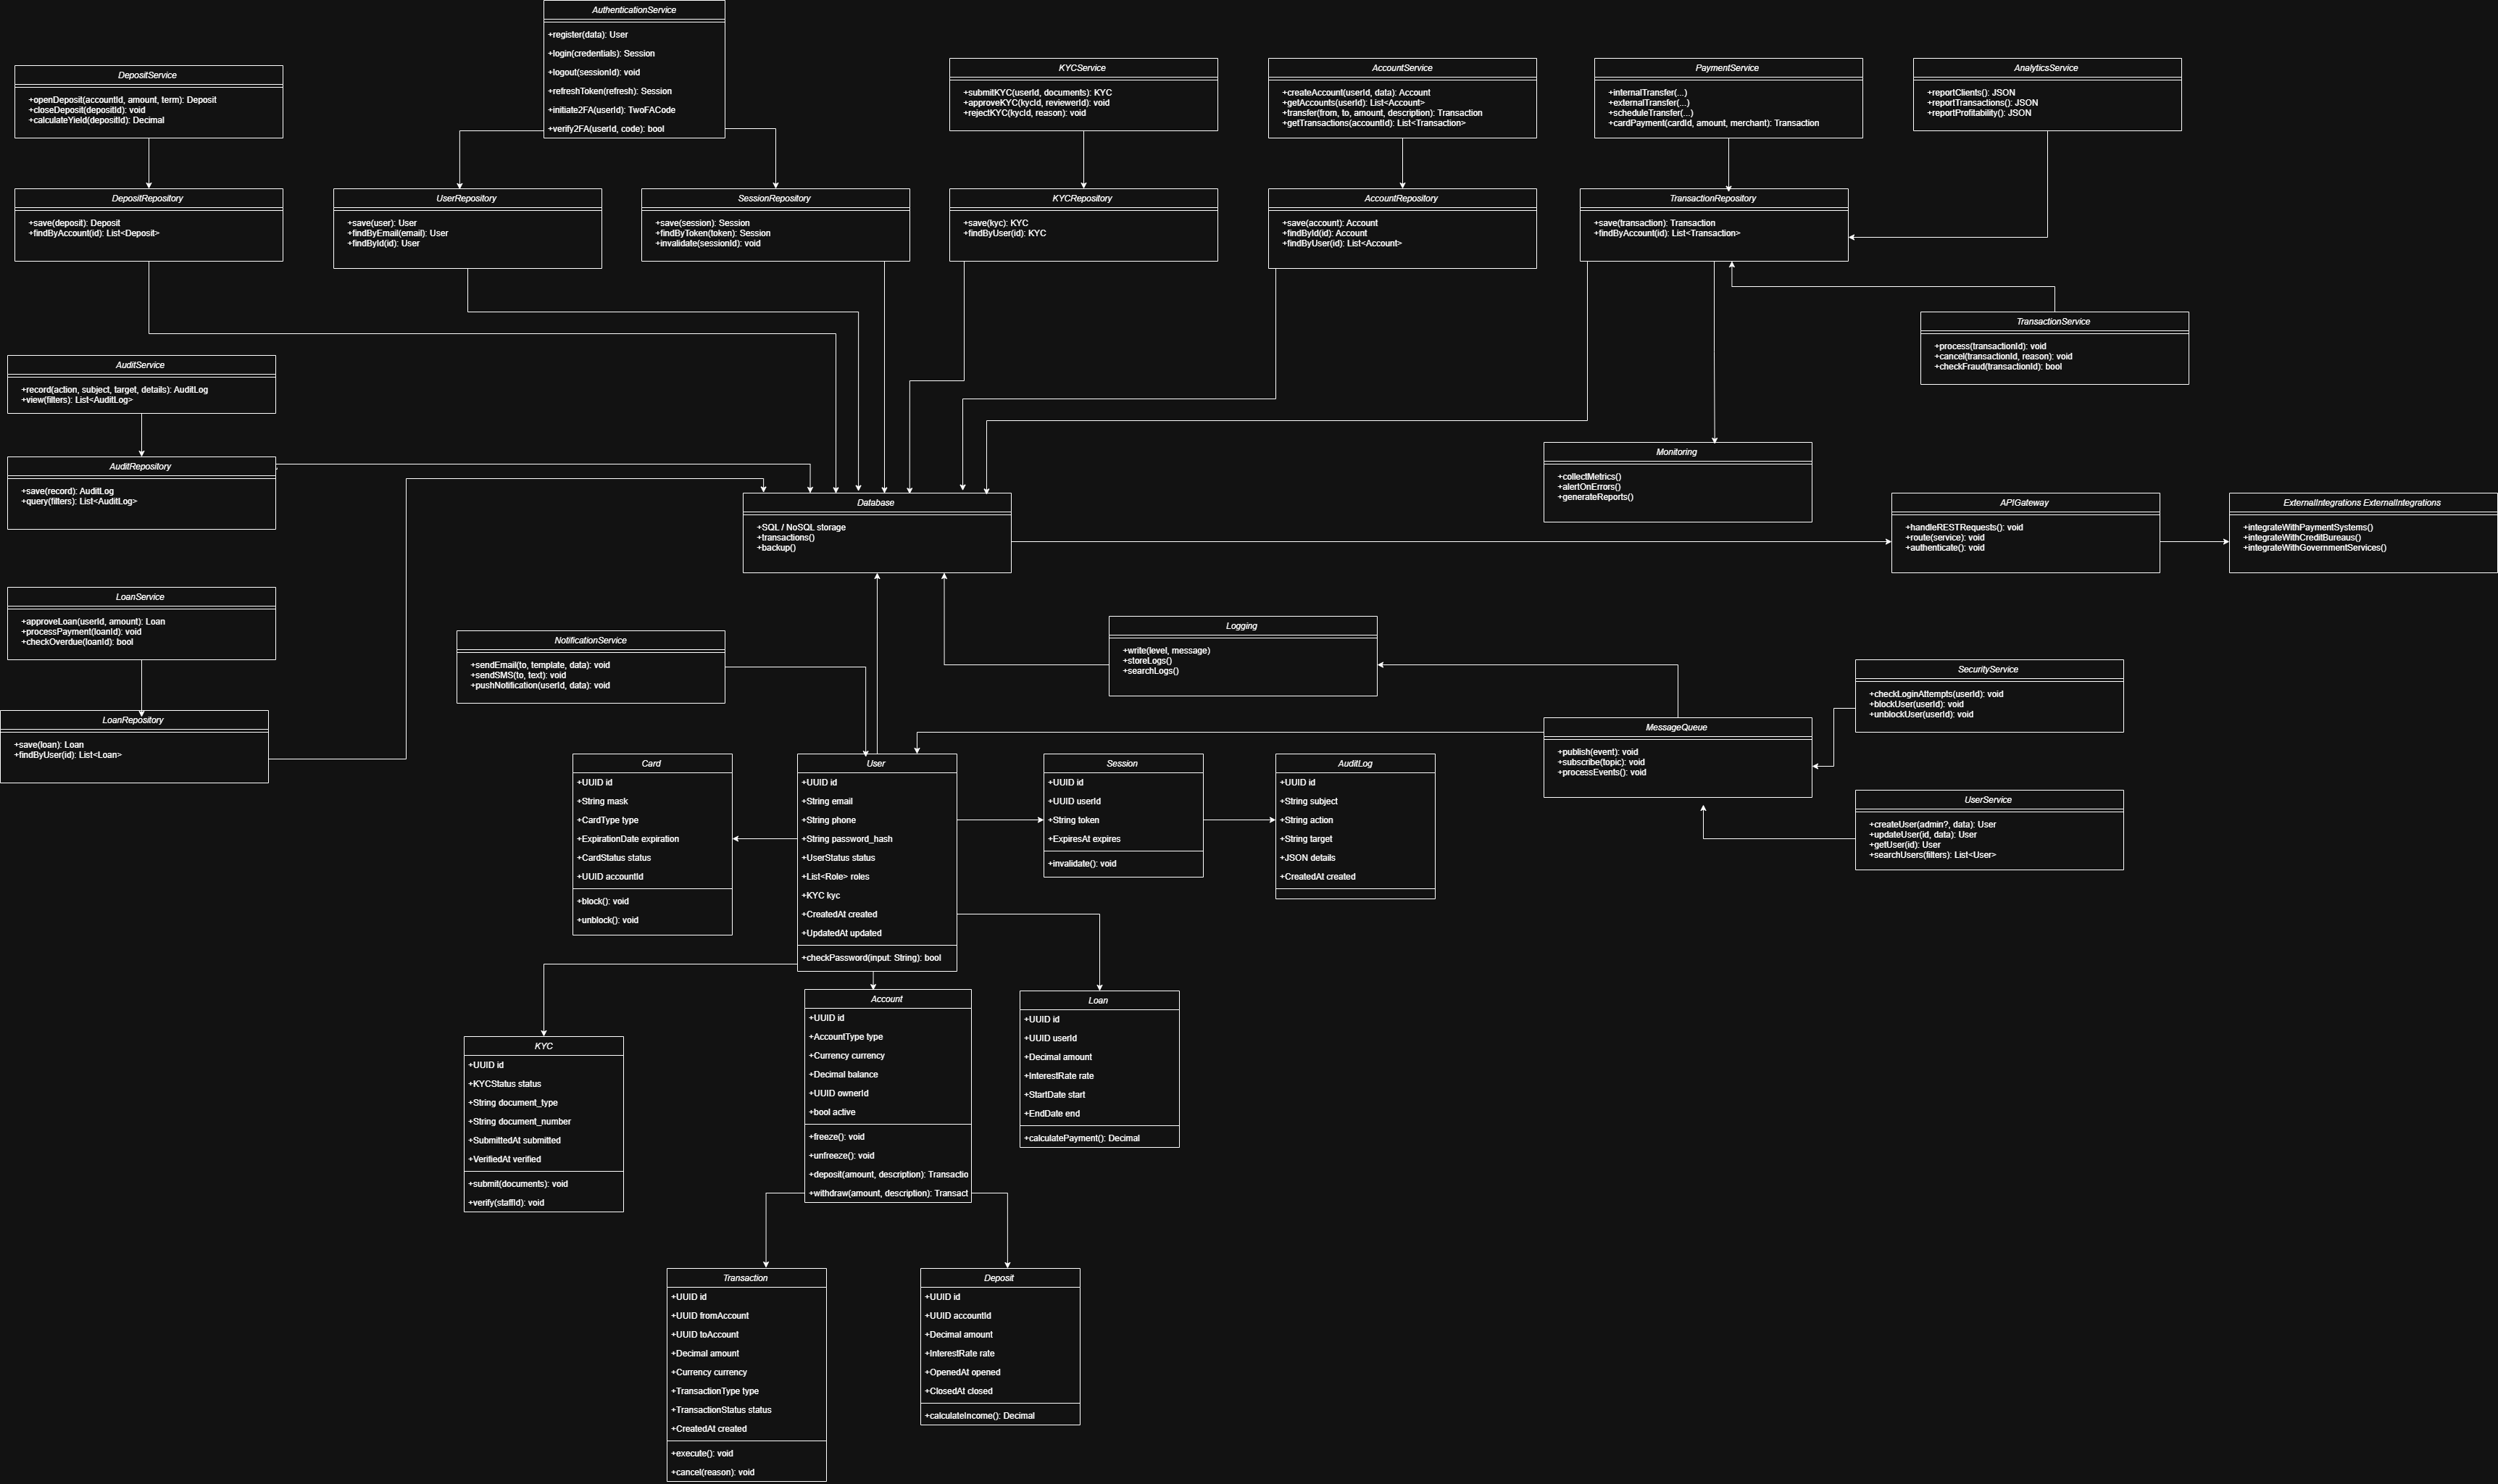 AuthenticationService
+register(data): User
+login(credentials): Session
+logout(sessionId): void
+refreshToken(refresh): Session
+initiate2FA(userId): TwoFACode
+verify2FA(userId, code): bool
DepositService
+openDeposit(accountId, amount, term): Deposit
+closeDeposit(depositId): void
+calculateYield(depositId): Decimal
KYCService
+submitKYC(userId, documents): KYC
+approveKYC(kycId, reviewerId): void
+rejectKYC(kycId, reason): void
AccountService
+createAccount(userId, data): Account
+getAccounts(userId): List<Account>
+transfer(from, to, amount, description): Transaction
+getTransactions(accountId): List<Transaction>
PaymentService
+internalTransfer(...)
+externalTransfer(...)
+scheduleTransfer(...)
+cardPayment(cardId, amount, merchant): Transaction
AnalyticsService
+reportClients(): JSON
+reportTransactions(): JSON
+reportProfitability(): JSON
DepositRepository
+save(deposit): Deposit
+findByAccount(id): List<Deposit>
UserRepository
+save(user): User
+findByEmail(email): User
+findById(id): User
SessionRepository
+save(session): Session
+findByToken(token): Session
+invalidate(sessionId): void
KYCRepository
+save(kyc): KYC
+findByUser(id): KYC
AccountRepository
+save(account): Account
+findById(id): Account
+findByUser(id): List<Account>
TransactionRepository
+save(transaction): Transaction
+findByAccount(id): List<Transaction>
TransactionService
+process(transactionId): void
+cancel(transactionId, reason): void
+checkFraud(transactionId): bool
AuditService
+record(action, subject, target, details): AuditLog
+view(filters): List<AuditLog>
AuditRepository
+save(record): AuditLog
+query(filters): List<AuditLog>
Monitoring
+collectMetrics()
+alertOnErrors()
+generateReports()
Database
+SQL / NoSQL storage
+transactions()
+backup()
APIGateway
+handleRESTRequests(): void
+route(service): void
+authenticate(): void
ExternalIntegrations ExternalIntegrations
+integrateWithPaymentSystems()
+integrateWithCreditBureaus()
+integrateWithGovernmentServices()
LoanService
+approveLoan(userId, amount): Loan
+processPayment(loanId): void
+checkOverdue(loanId): bool
NotificationService
+sendEmail(to, template, data): void
+sendSMS(to, text): void
+pushNotification(userId, data): void
Logging
+write(level, message)
+storeLogs()
+searchLogs()
SecurityService
+checkLoginAttempts(userId): void
+blockUser(userId): void
+unblockUser(userId): void
LoanRepository
+save(loan): Loan
+findByUser(id): List<Loan>
MessageQueue
+publish(event): void
+subscribe(topic): void
+processEvents(): void
UserService
+createUser(admin?, data): User
+updateUser(id, data): User
+getUser(id): User
+searchUsers(filters): List<User>
Card
+UUID id
+String mask
+CardType type
+ExpirationDate expiration
+CardStatus status
+UUID accountId
+block(): void
+unblock(): void
User
+UUID id
+String email
+String phone
+String password_hash
+UserStatus status
+List<Role> roles
+KYC kyc
+CreatedAt created
+UpdatedAt updated
+checkPassword(input: String): bool
Session
+UUID id
+UUID userId
+String token
+ExpiresAt expires
+invalidate(): void
AuditLog
+UUID id
+String subject
+String action
+String target
+JSON details
+CreatedAt created
Account
+UUID id
+AccountType type
+Currency currency
+Decimal balance
+UUID ownerId
+bool active
+freeze(): void
+unfreeze(): void
+deposit(amount, description): Transactio
+withdraw(amount, description): Transact
Loan
+UUID id
+UUID userId
+Decimal amount
+InterestRate rate
+StartDate start
+EndDate end
+calculatePayment(): Decimal
KYC
+UUID id
+KYCStatus status
+String document_type
+String document_number
+SubmittedAt submitted
+VerifiedAt verified
+submit(documents): void
+verify(staffId): void
Transaction
+UUID id
+UUID fromAccount
+UUID toAccount
+Decimal amount
+Currency currency
+TransactionType type
+TransactionStatus status
+CreatedAt created
+execute(): void
+cancel(reason): void
Deposit
+UUID id
+UUID accountId
+Decimal amount
+InterestRate rate
+OpenedAt opened
+ClosedAt closed
+calculateIncome(): Decimal